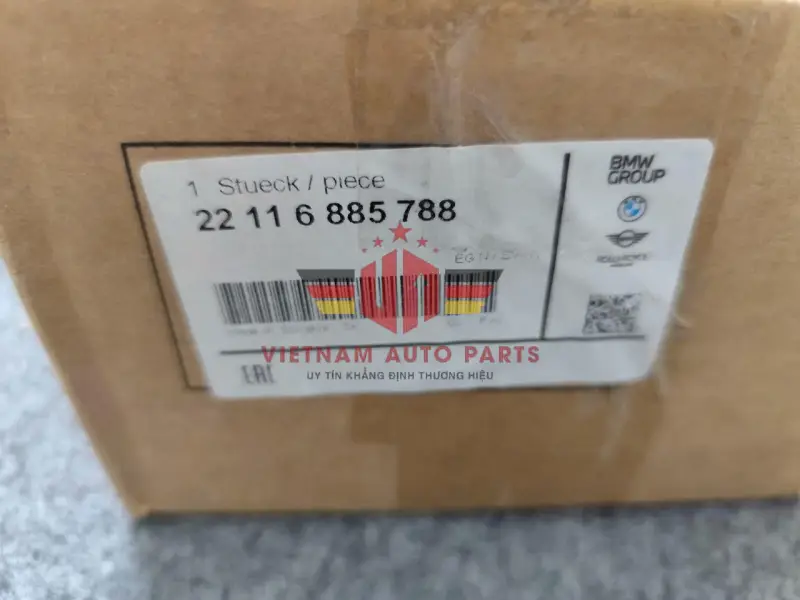 1 Stueck / piece
22 11 6 885 788
BMW
GROUP
VIETNAM AUTO PARTS
UY TÍN KHẲNG ĐỊNH THƯƠNG HIỆU
EAC